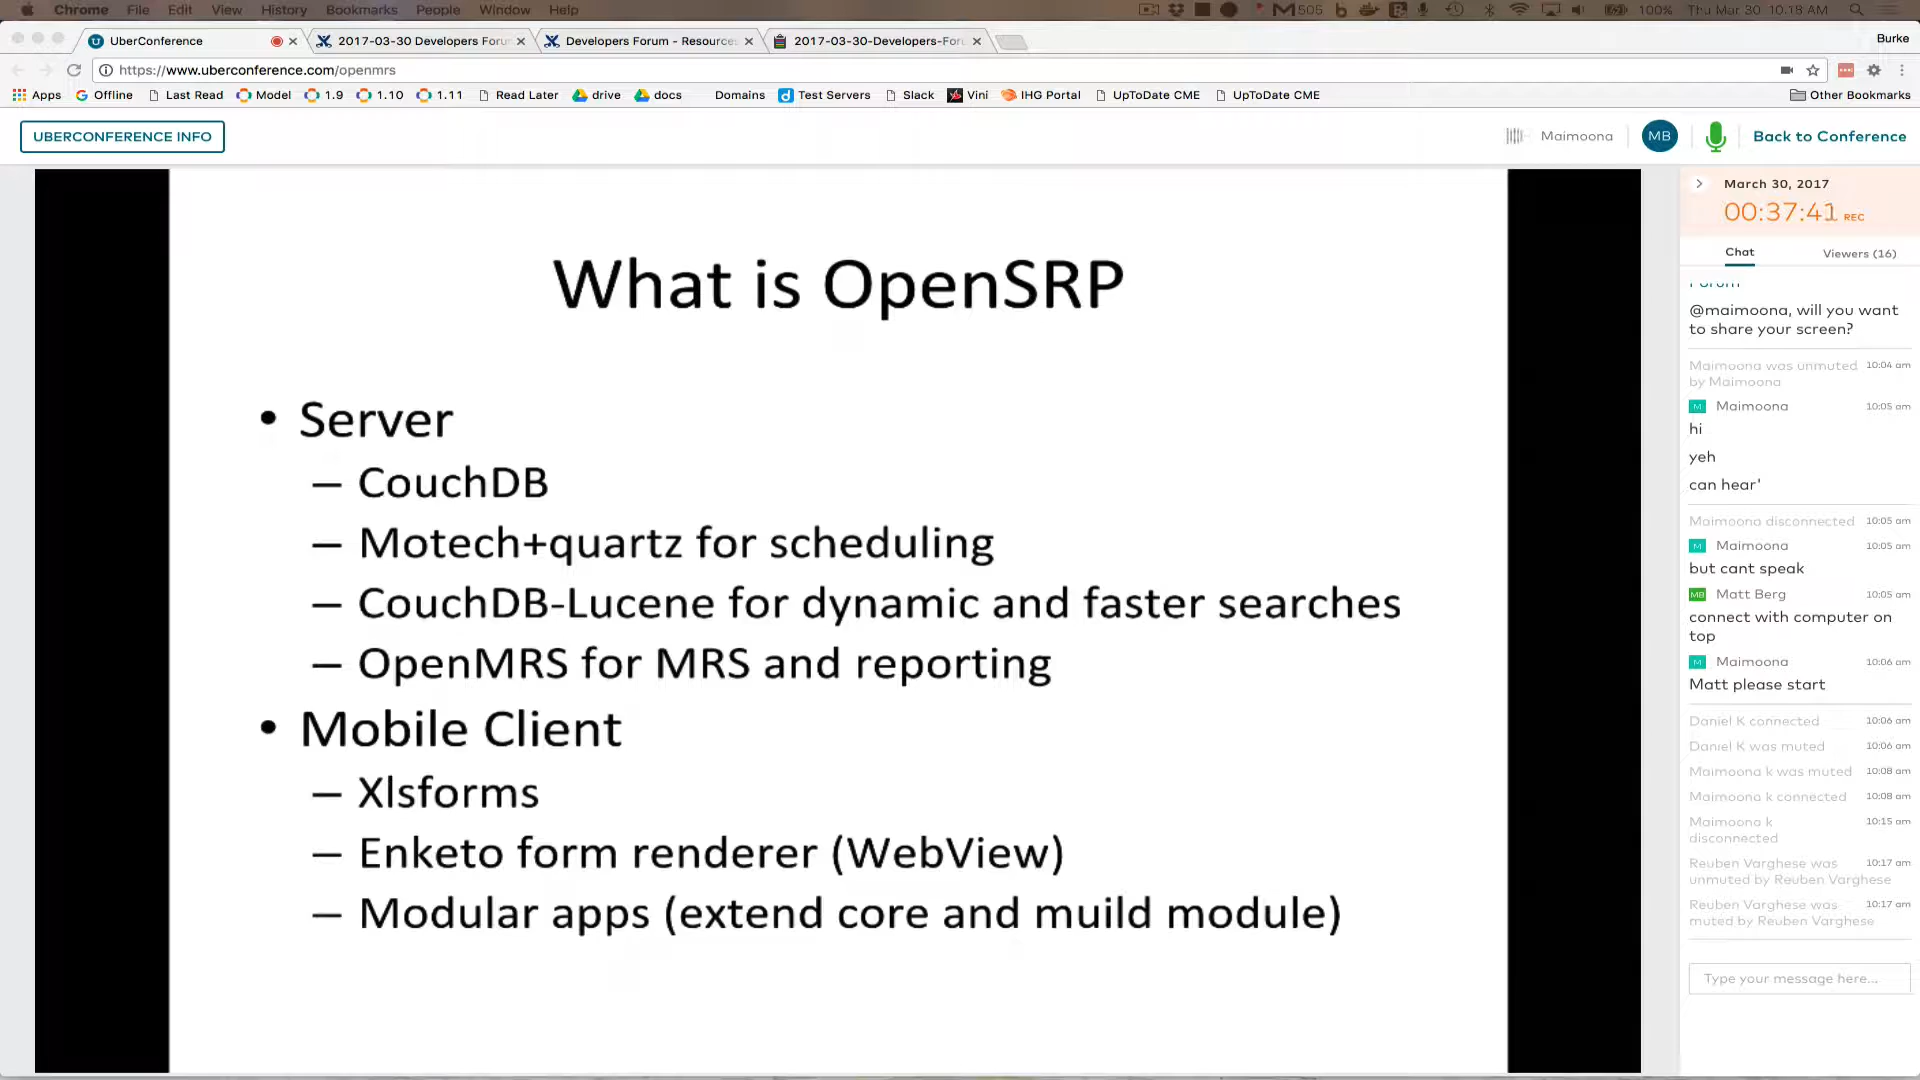 Chrome File Edit View History Bookmarks People Window Help 505 100% Thu Mar 30 10:18 AM
UberConference 2017-03-30 Developers Foru Developers Forum - Resource 2017-03-30-Developers-For Burke
https://www.uberconference.com/openmrs
Apps Offline Last Read Model 1.9 1.10 1.11 Read Later drive docs Domains Test Servers Slack Vini IHG Portal UpToDate CME UpToDate CME Other Bookmarks
UBERCONFERENCE INFO Maimoona MB Back to Conference
What is OpenSRP
• Server
– CouchDB
– Motech+quartz for scheduling
– CouchDB-Lucene for dynamic and faster searches
– OpenMRS for MRS and reporting
• Mobile Client
– Xlsforms
– Enketo form renderer (WebView)
– Modular apps (extend core and muild module)
March 30, 2017
00:37:41 REC
Chat Viewers (16)
Forum
@maimoona, will you want
to share your screen?
Maimoona was unmuted 10:04 am
by Maimoona
M Maimoona 10:05 am
hi
yeh
can hear'
Maimoona disconnected 10:05 am
M Maimoona 10:05 am
but cant speak
MB Matt Berg 10:05 am
connect with computer on
top
M Maimoona 10:06 am
Matt please start
Daniel K connected 10:06 am
Daniel K was muted 10:06 am
Maimoona k was muted 10:08 am
Maimoona k connected 10:08 am
Maimoona k 10:15 am
disconnected
Reuben Varghese was 10:17 am
unmuted by Reuben Varghese
Reuben Varghese was 10:17 am
muted by Reuben Varghese
Type your message here...